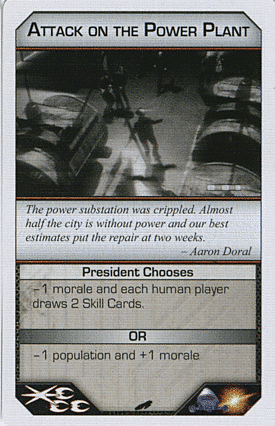 ATTACK ON THE POWER PLANT
The power substation was crippled. Almost
half the city is without power and our best
estimates put the repair at two weeks.
– Aaron Doral
President Chooses
-1 morale and each human player
draws 2 Skill Cards.
OR
-1 population and +1 morale